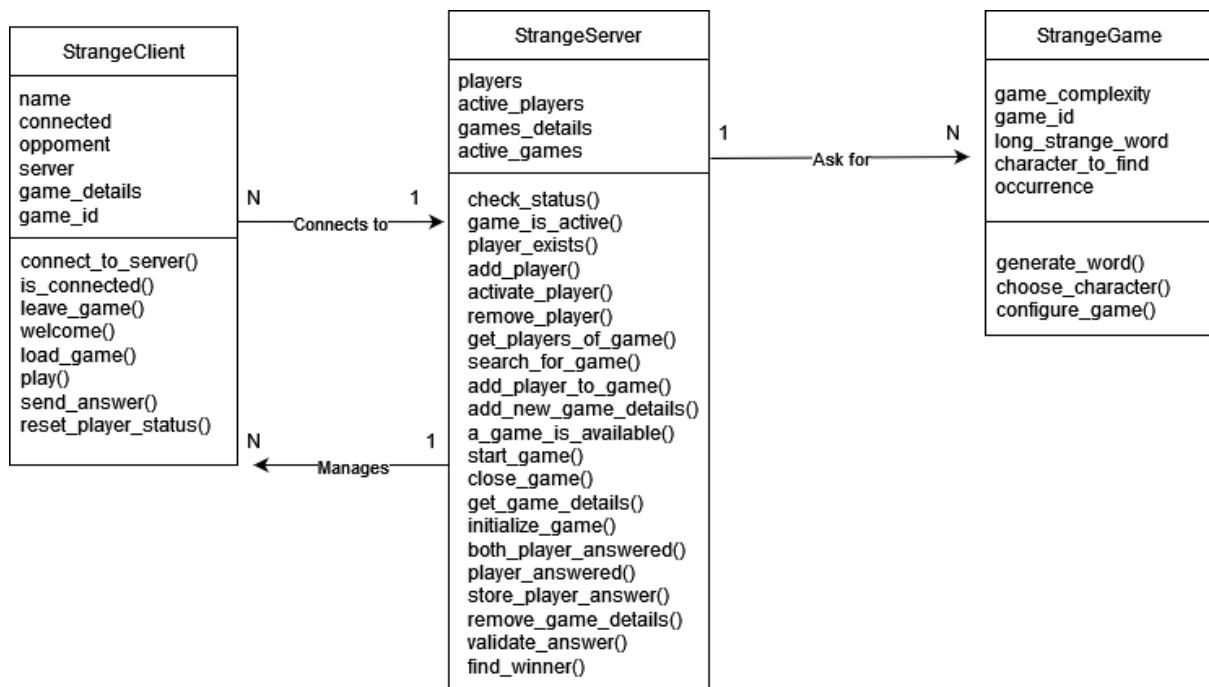 StrangeClient
name
connected
oppoment
server
game_details
game_id
connect_to_server()
is_connected()
leave_game()
welcome()
load_game()
play()
send_answer()
reset_player_status()
N
Connects to
1
N
Manages
1
StrangeServer
players
active_players
games_details
active_games
check_status()
game_is_active()
player_exists()
add_player()
activate_player()
remove_player()
get_players_of_game()
search_for_game()
add_player_to_game()
add_new_game_details()
a_game_is_available()
start_game()
close_game()
get_game_details()
initialize_game()
both_player_answered()
player_answered()
store_player_answer()
remove_game_details()
validate_answer()
find_winner()
1
Ask for
N
StrangeGame
game_complexity
game_id
long_strange_word
character_to_find
occurrence
generate_word()
choose_character()
configure_game()